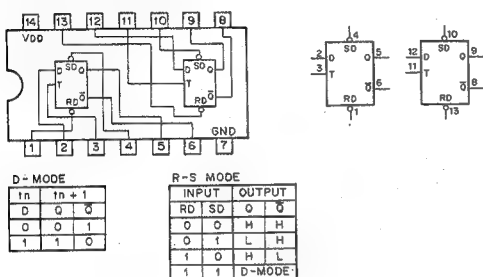 14 13 12 11 10 9 8
VDD
SD
D Q
T
Q̅
RD
SD
D Q
T
Q̅
RD
GND
1 2 3 4 5 6 7
4
SD
2 D Q 5
3 T
Q̅ 6
RD
1
10
SD
12 D Q 9
11 T
Q̅ 8
RD
13
D-MODE
tn tn + 1
D Q Q̅
0 0 1
1 1 0
R-S MODE
INPUT OUTPUT
RD SD Q Q̅
0 0 H H
0 1 L H
1 0 H L
1 1 D-MODE